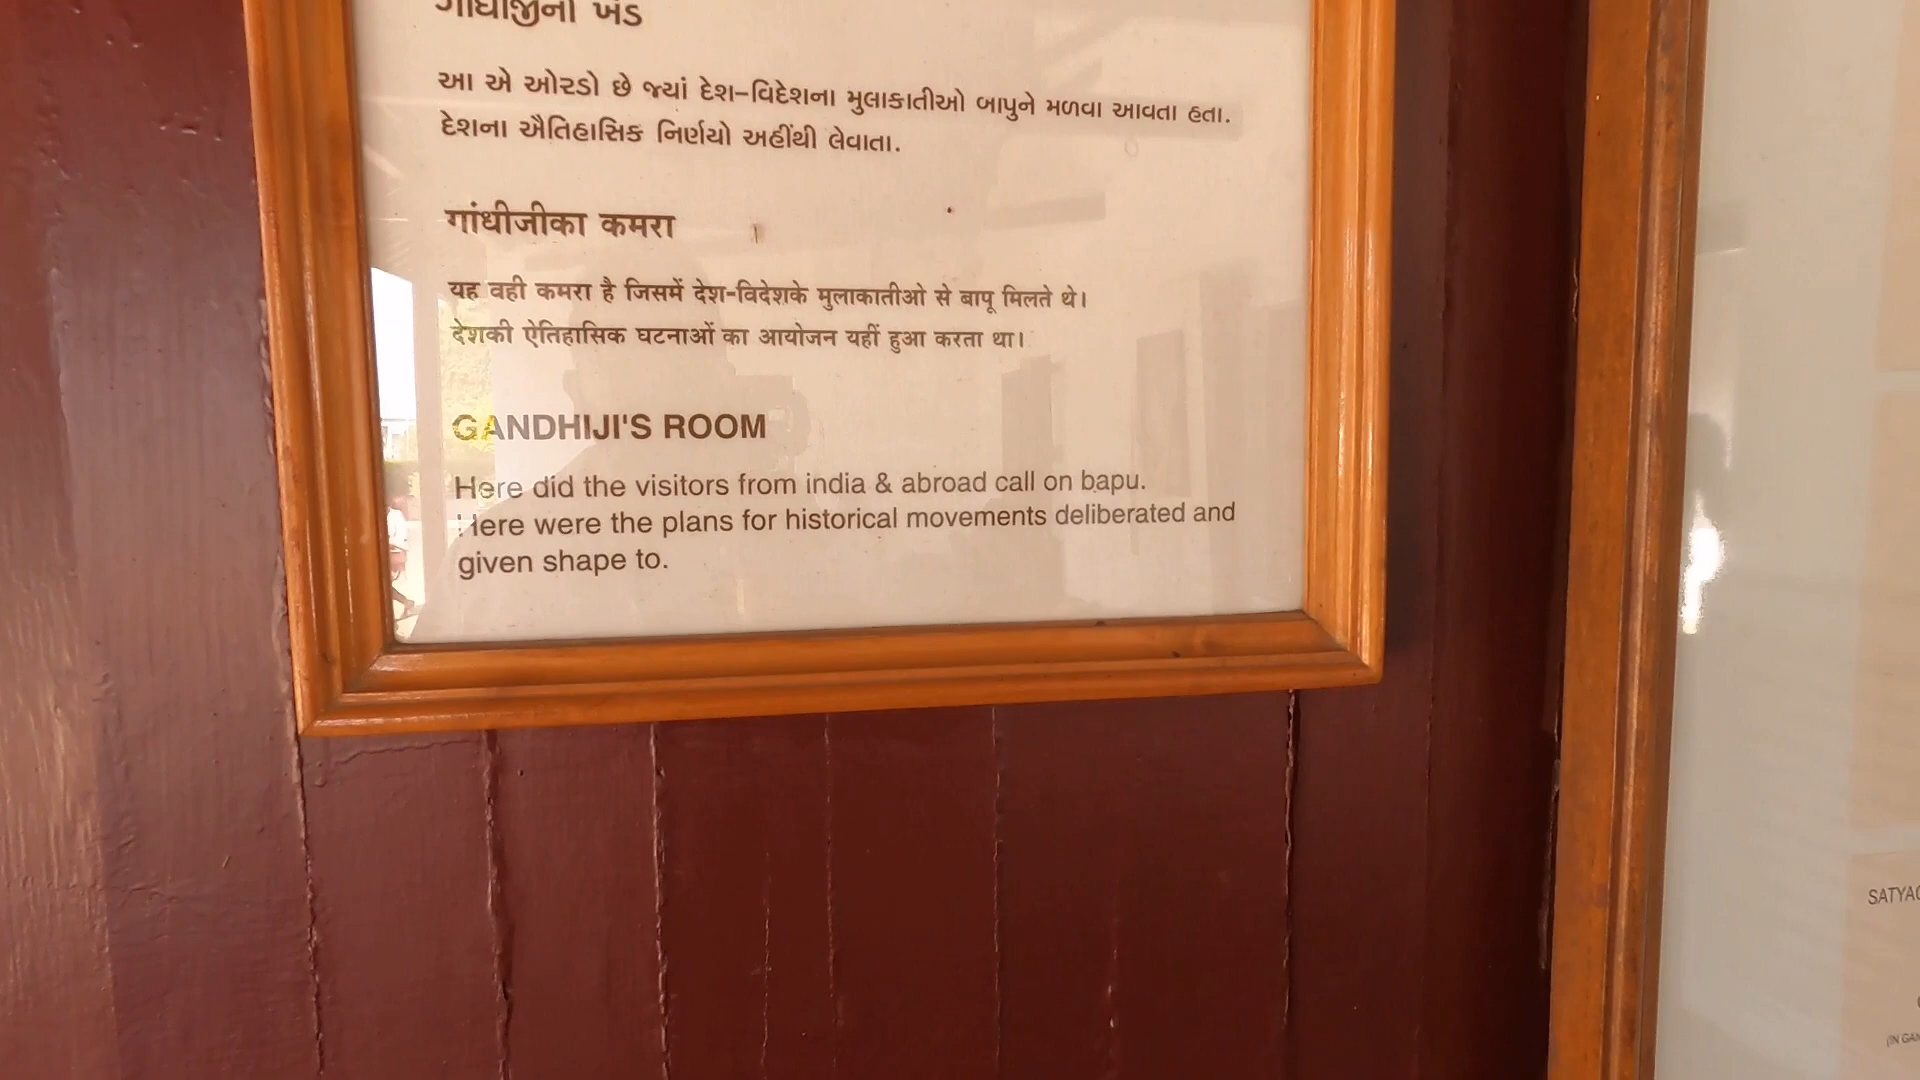 ગાંધીજીનો ખંડ
આ એ ઓરડો છે જ્યાં દેશ–વિદેશના મુલાકાતીઓ બાપુને મળવા આવતા હતા.
દેશના ઐતિહાસિક નિર્ણયો અહીંથી લેવાતા.
गांधीजीका कमरा
यह वही कमरा है जिसमें देश-विदेशके मुलाकातीओ से बापू मिलते थे।
देशकी ऐतिहासिक घटनाओं का आयोजन यहीं हुआ करता था।
GANDHIJI'S ROOM
Here did the visitors from india & abroad call on bapu.
Here were the plans for historical movements deliberated and
given shape to.